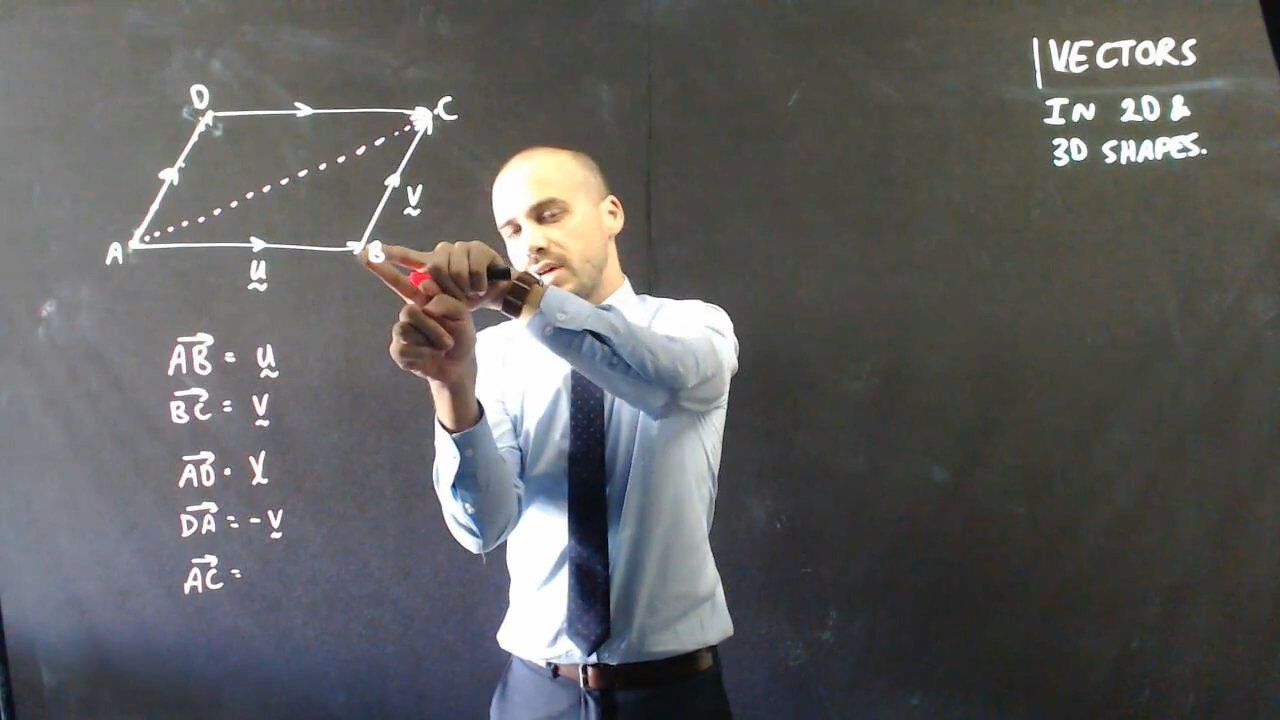 VECTORS
IN 2D &
3D SHAPES.
D
C
V
A
B
u
AB = u
BC = v
AD = v
DA = -v
AC =